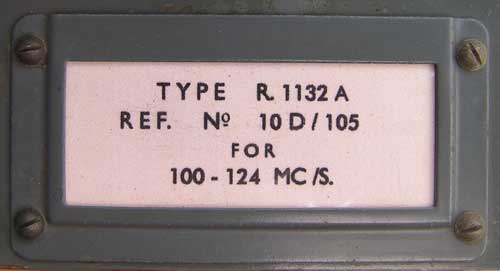 TYPE R.1132A
REF. Nº 10D/105
FOR
100-124 MC/S.